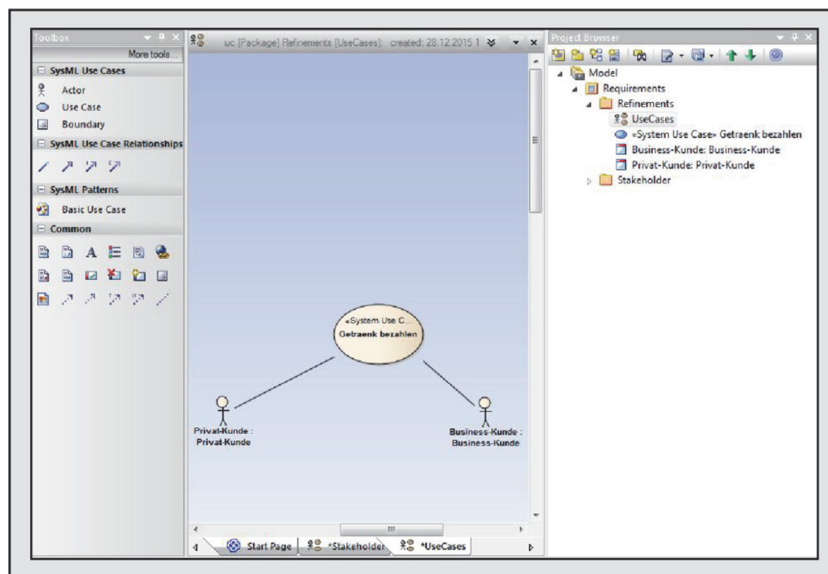 Toolbox
More tools...
SysML Use Cases
Actor
Use Case
Boundary
SysML Use Case Relationships
SysML Patterns
Basic Use Case
Common
uc [Package] Refinements [UseCases]: created: 28.12.2015 1
«System Use C...
Getraenk bezahlen
Privat-Kunde :
Privat-Kunde
Business-Kunde :
Business-Kunde
Start Page
*Stakeholder
*UseCases
Project Browser
Model
Requirements
Refinements
UseCases
«System Use Case» Getraenk bezahlen
Business-Kunde: Business-Kunde
Privat-Kunde: Privat-Kunde
Stakeholder